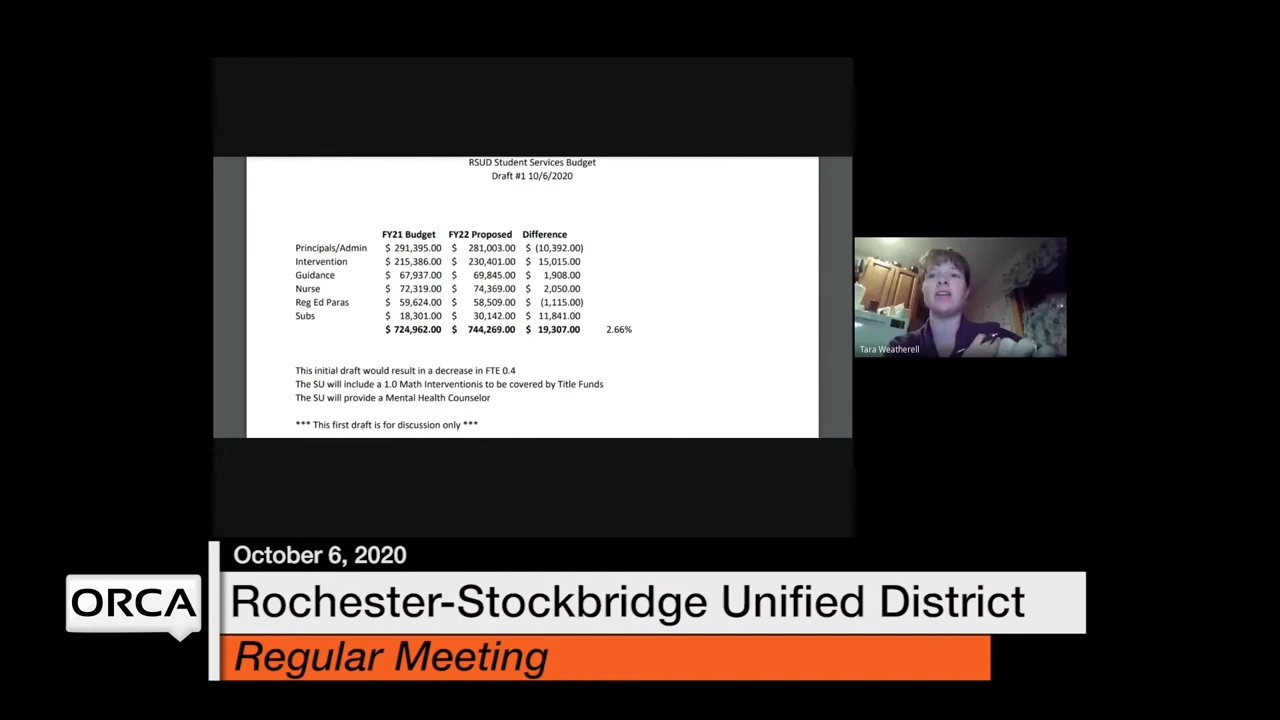 RSUD Student Services Budget
Draft #1 10/6/2020
FY21 Budget FY22 Proposed Difference
Principals/Admin $ 291,395.00 $ 281,003.00 $ (10,392.00)
Intervention $ 215,386.00 $ 230,401.00 $ 15,015.00
Guidance $ 67,937.00 $ 69,845.00 $ 1,908.00
Nurse $ 72,319.00 $ 74,369.00 $ 2,050.00
Reg Ed Paras $ 59,624.00 $ 58,509.00 $ (1,115.00)
Subs $ 18,301.00 $ 30,142.00 $ 11,841.00
$ 724,962.00 $ 744,269.00 $ 19,307.00 2.66%
This initial draft would result in a decrease in FTE 0.4
The SU will include a 1.0 Math Interventionis to be covered by Title Funds
The SU will provide a Mental Health Counselor
*** This first draft is for discussion only ***
Tara Weatherell
October 6, 2020
ORCA
Rochester-Stockbridge Unified District
Regular Meeting